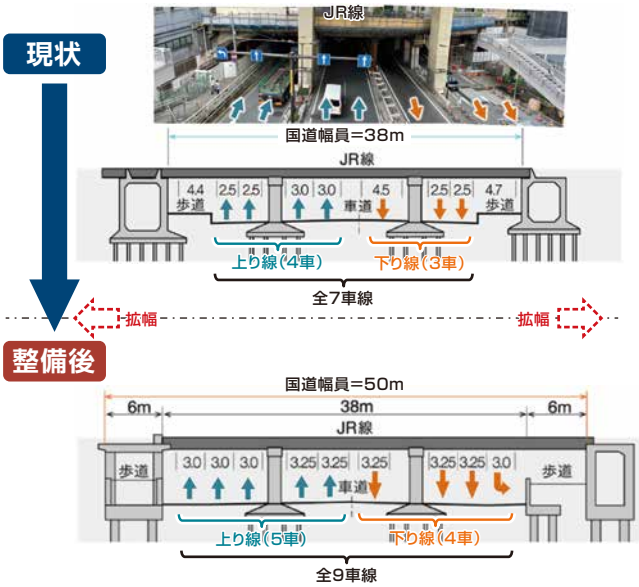 JR線
現状
国道幅員=38m
JR線
4.4 2.5 2.5 3.0 3.0 4.5 2.5 2.5 4.7
歩道 車道 歩道
上り線(4車) 下り線(3車)
全7車線
拡幅 拡幅
整備後
国道幅員=50m
6m 38m 6m
JR線
3.0 3.0 3.0 3.25 3.25 3.25 3.25 3.25 3.0
歩道 車道 歩道
上り線(5車) 下り線(4車)
全9車線